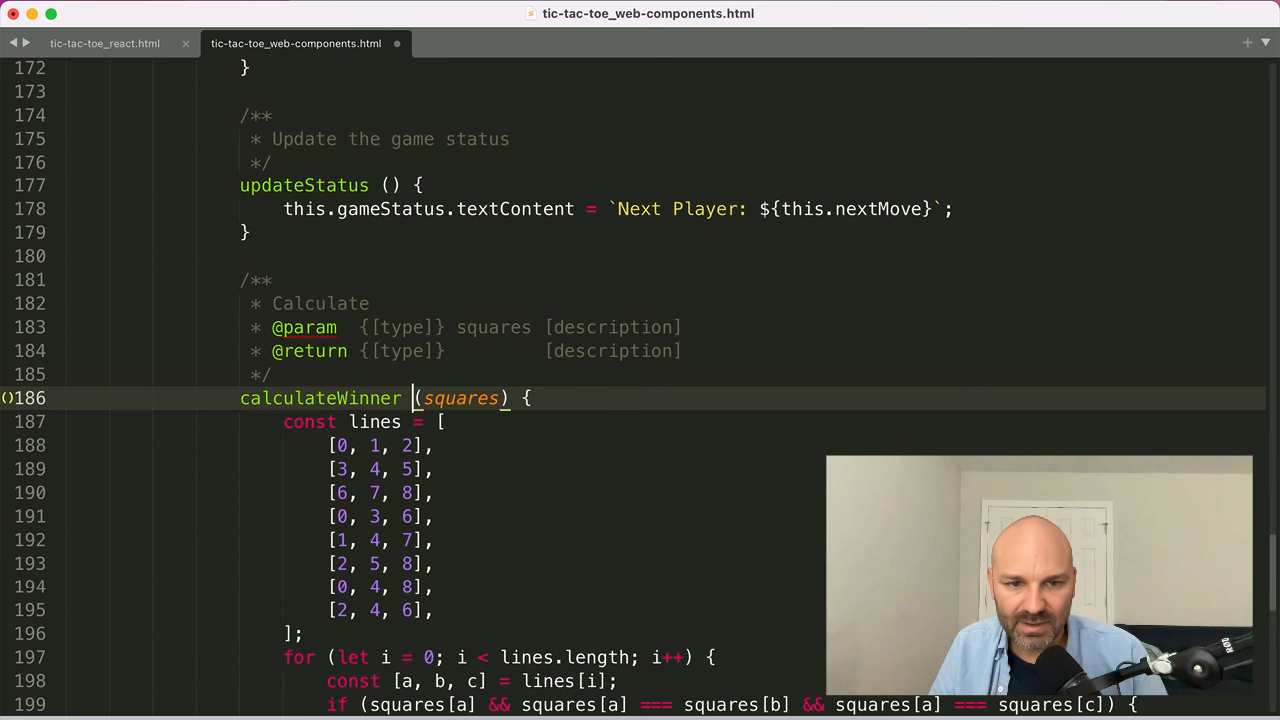 tic-tac-toe_web-components.html
tic-tac-toe_react.html × tic-tac-toe_web-components.html
172 }
173
174 /**
175 * Update the game status
176 */
177 updateStatus () {
178 this.gameStatus.textContent = `Next Player: ${this.nextMove}`;
179 }
180
181 /**
182 * Calculate
183 * @param {[type]} squares [description]
184 * @return {[type]} [description]
185 */
186 calculateWinner (squares) {
187 const lines = [
188 [0, 1, 2],
189 [3, 4, 5],
190 [6, 7, 8],
191 [0, 3, 6],
192 [1, 4, 7],
193 [2, 5, 8],
194 [0, 4, 8],
195 [2, 4, 6],
196 ];
197 for (let i = 0; i < lines.length; i++) {
198 const [a, b, c] = lines[i];
199 if (squares[a] && squares[a] === squares[b] && squares[a] === squares[c]) {